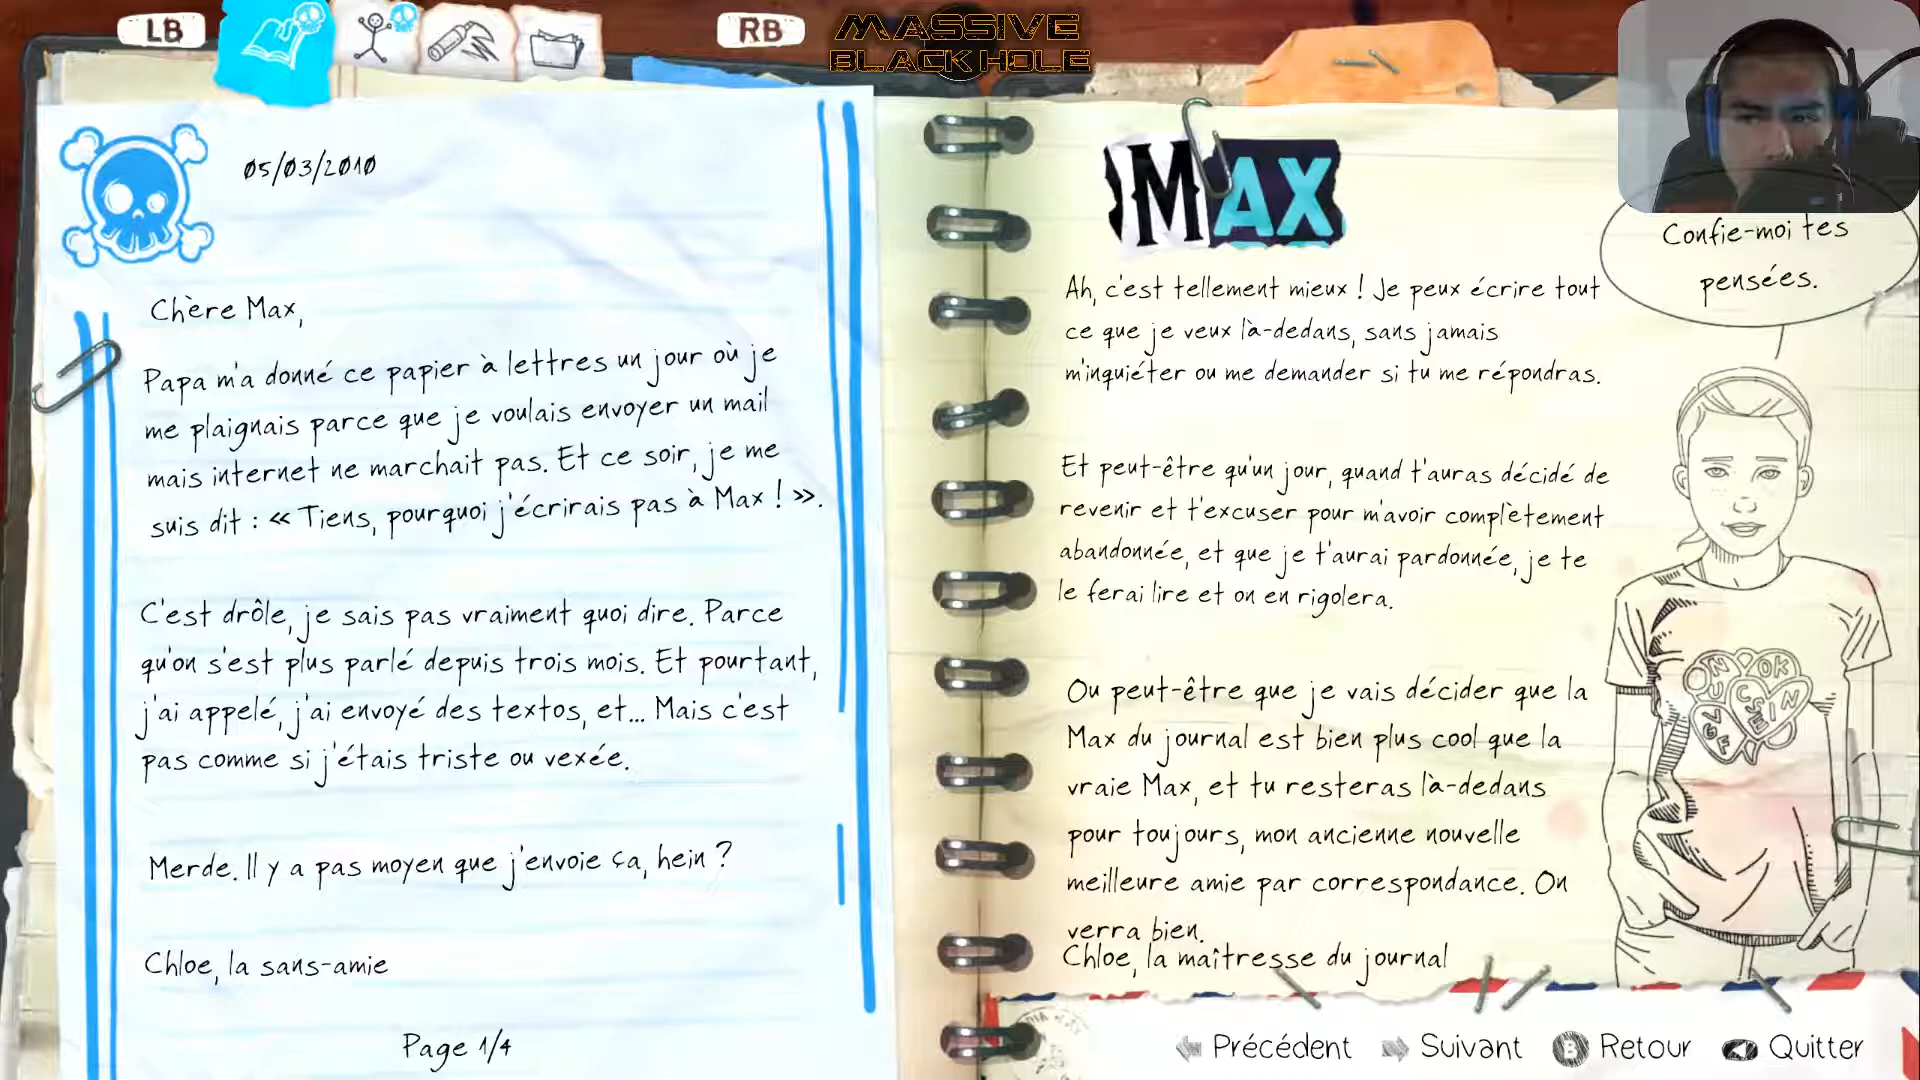 LB
RB
MASSIVE
BLACK HOLE
05/03/2010
Chère Max,
Papa m'a donné ce papier à lettres un jour où je
me plaignais parce que je voulais envoyer un mail
mais internet ne marchait pas. Et ce soir, je me
suis dit : « Tiens, pourquoi j'écrirais pas à Max ! ».
C'est drôle, je sais pas vraiment quoi dire. Parce
qu'on s'est plus parlé depuis trois mois. Et pourtant,
j'ai appelé, j'ai envoyé des textos, et... Mais c'est
pas comme si j'étais triste ou vexée.
Merde. Il y a pas moyen que j'envoie ça, hein ?
Chloe, la sans-amie
Page 1/4
MAX
Confie-moi tes
pensées.
Ah, c'est tellement mieux ! Je peux écrire tout
ce que je veux là-dedans, sans jamais
m'inquiéter ou me demander si tu me répondras.
Et peut-être qu'un jour, quand t'auras décidé de
revenir et t'excuser pour m'avoir complètement
abandonnée, et que je t'aurai pardonnée, je te
le ferai lire et on en rigolera.
Ou peut-être que je vais décider que la
Max du journal est bien plus cool que la
vraie Max, et tu resteras là-dedans
pour toujours, mon ancienne nouvelle
meilleure amie par correspondance. On
verra bien.
Chloe, la maîtresse du journal
Précédent
Suivant
B Retour
Quitter